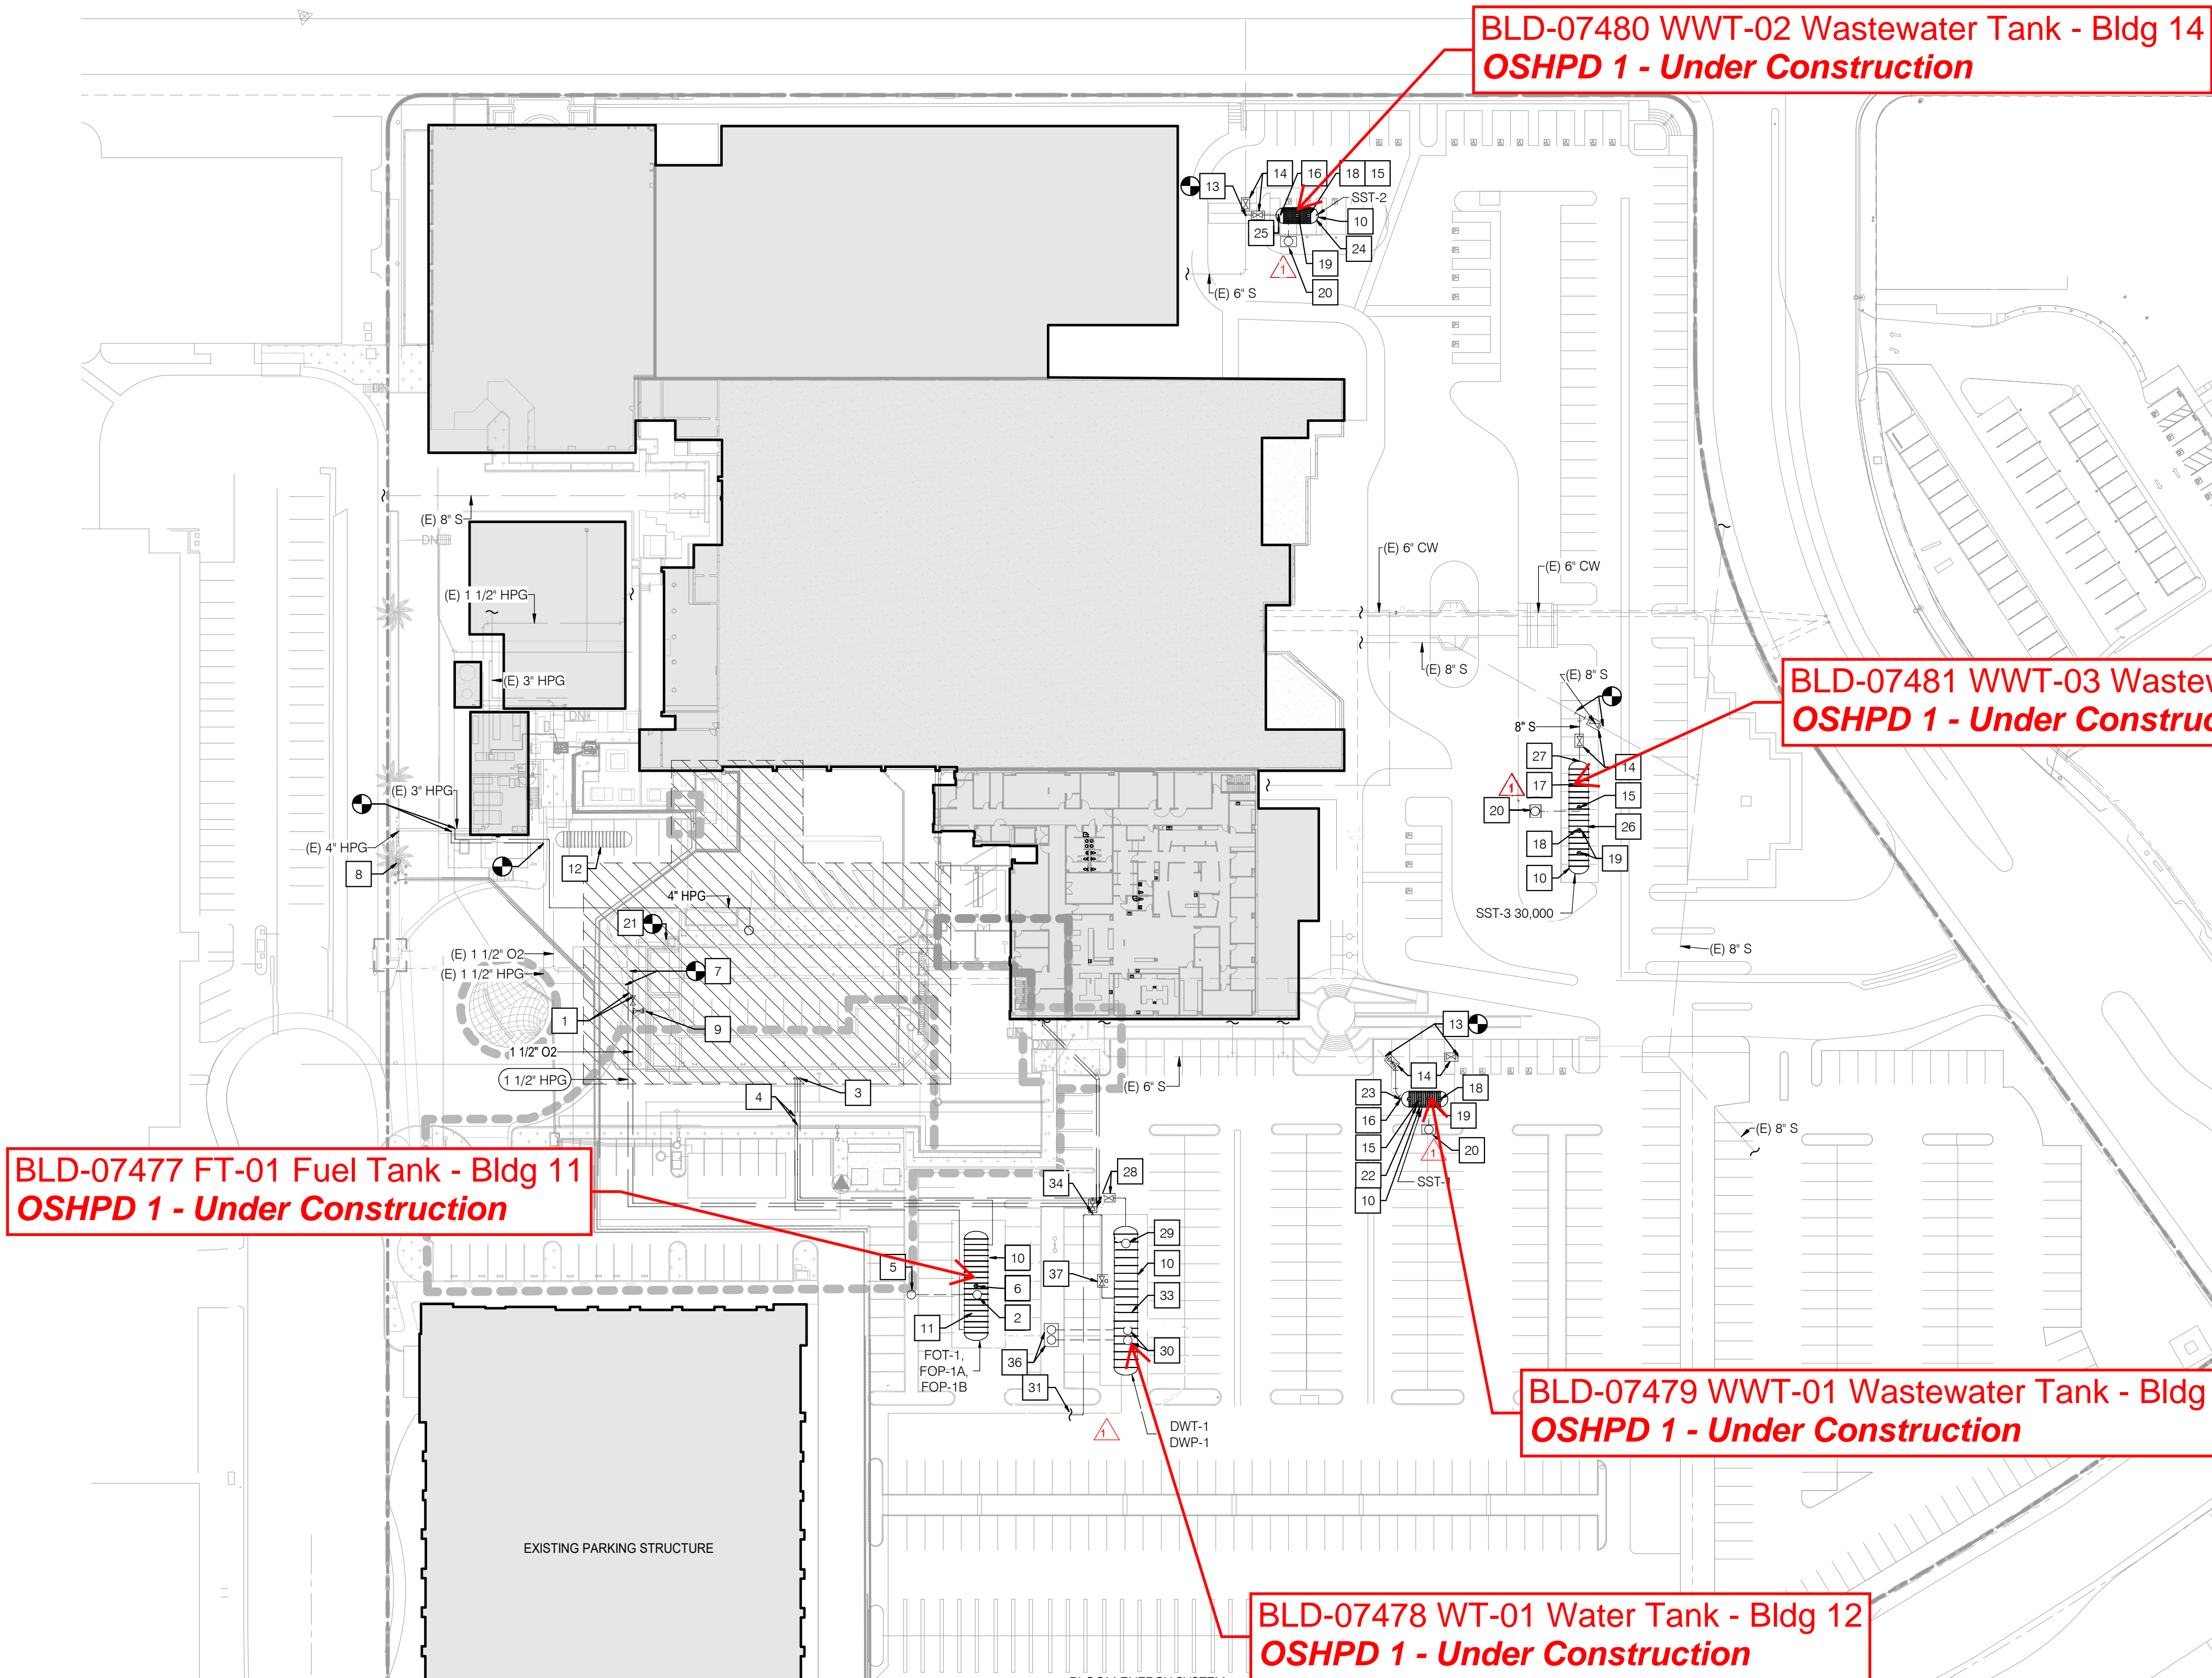 BLD-07480 WWT-02 Wastewater Tank - Bldg 14
OSHPD 1 - Under Construction
13
14
16
18
15
SST-2
10
25
24
19
1
20
(E) 6" S
(E) 8" S
DN
(E) 1 1/2" HPG
(E) 6" CW
(E) 6" CW
(E) 3" HPG
(E) 8" S
(E) 8" S
BLD-07481 WWT-03
OSHPD 1 - Under
DN
8" S
27
14
17
1
15
20
26
18
19
10
SST-3 30,000
(E) 3" HPG
(E) 4" HPG
8
12
4" HPG
21
(E) 1 1/2" O2
(E) 1 1/2" HPG
7
(E) 8" S
1
9
1 1/2" O2
1 1/2" HPG
DN
DN
3
4
(E) 6" S
13
14
23
18
16
19
15
20
1
22
SST-1
10
(E) 8" S
BLD-07477 FT-01 Fuel Tank - Bldg 11
OSHPD 1 - Under Construction
34
28
29
5
10
10
37
6
33
2
11
30
36
FOT-1,
FOP-1A,
FOP-1B
31
1
DWT-1
DWP-1
BLD-07479 WWT-01 Wastewater Tank - Bldg
OSHPD 1 - Under Construction
EXISTING PARKING STRUCTURE
BLD-07478 WT-01 Water Tank - Bldg 12
OSHPD 1 - Under Construction